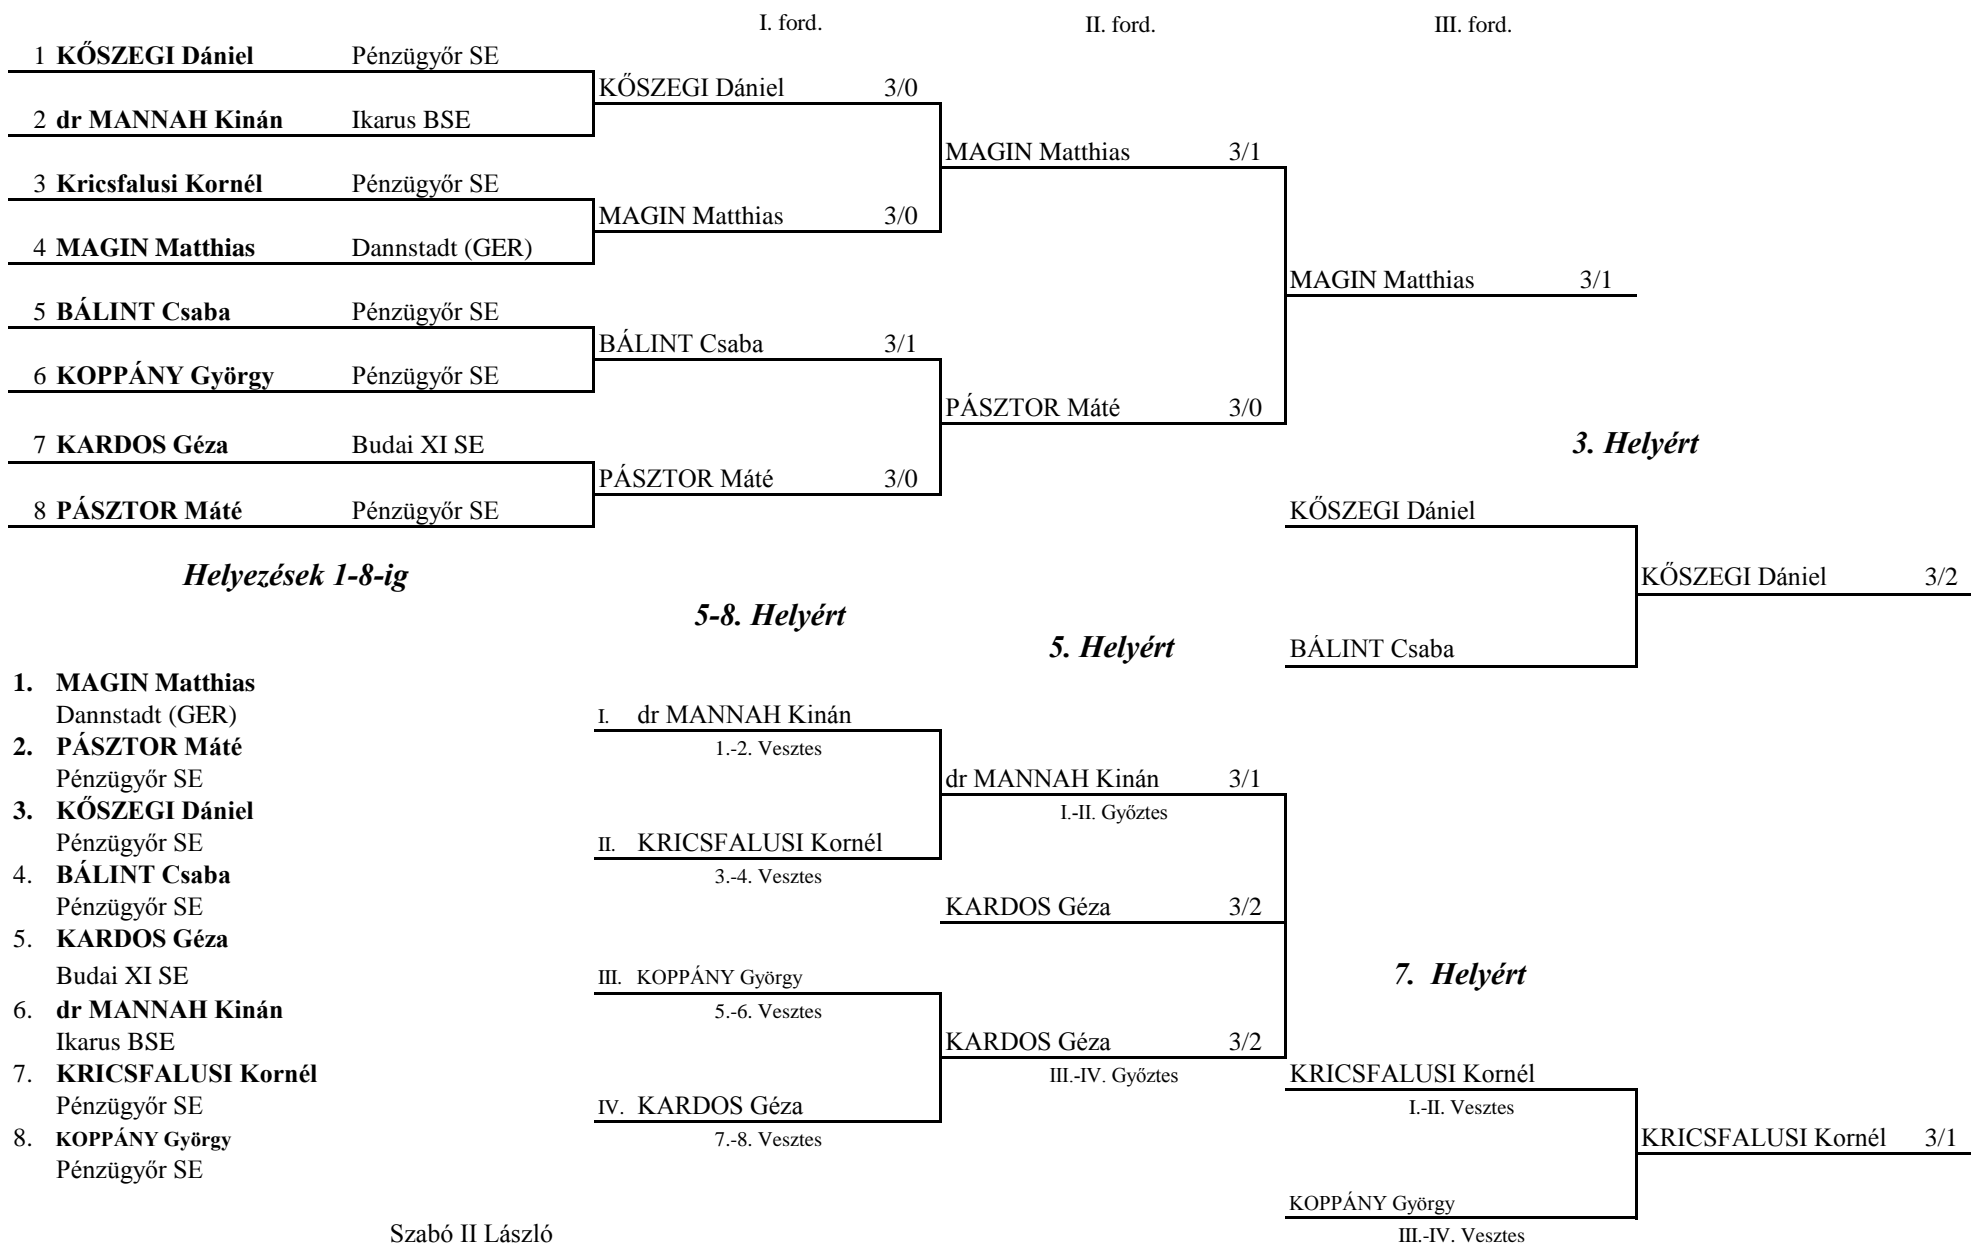 I. ford. II. ford. III. ford.
1 KŐSZEGI Dániel Pénzügyőr SE
KŐSZEGI Dániel 3/0
2 dr MANNAH Kinán Ikarus BSE
MAGIN Matthias 3/1
3 Kricsfalusi Kornél Pénzügyőr SE
MAGIN Matthias 3/0
4 MAGIN Matthias Dannstadt (GER)
MAGIN Matthias 3/1
5 BÁLINT Csaba Pénzügyőr SE
BÁLINT Csaba 3/1
6 KOPPÁNY György Pénzügyőr SE
PÁSZTOR Máté 3/0
7 KARDOS Géza Budai XI SE 3. Helyért
PÁSZTOR Máté 3/0
8 PÁSZTOR Máté Pénzügyőr SE KŐSZEGI Dániel
Helyezések 1-8-ig KŐSZEGI Dániel 3/2
5-8. Helyért
5. Helyért BÁLINT Csaba
1. MAGIN Matthias
Dannstadt (GER) I. dr MANNAH Kinán
2. PÁSZTOR Máté 1.-2. Vesztes
Pénzügyőr SE dr MANNAH Kinán 3/1
3. KŐSZEGI Dániel I.-II. Győztes
Pénzügyőr SE II. KRICSFALUSI Kornél
4. BÁLINT Csaba 3.-4. Vesztes
Pénzügyőr SE KARDOS Géza 3/2
5. KARDOS Géza
Budai XI SE III. KOPPÁNY György 7. Helyért
6. dr MANNAH Kinán 5.-6. Vesztes
Ikarus BSE KARDOS Géza 3/2
7. KRICSFALUSI Kornél III.-IV. Győztes KRICSFALUSI Kornél
Pénzügyőr SE IV. KARDOS Géza I.-II. Vesztes
8. KOPPÁNY György 7.-8. Vesztes KRICSFALUSI Kornél 3/1
Pénzügyőr SE
KOPPÁNY György
Szabó II László III.-IV. Vesztes